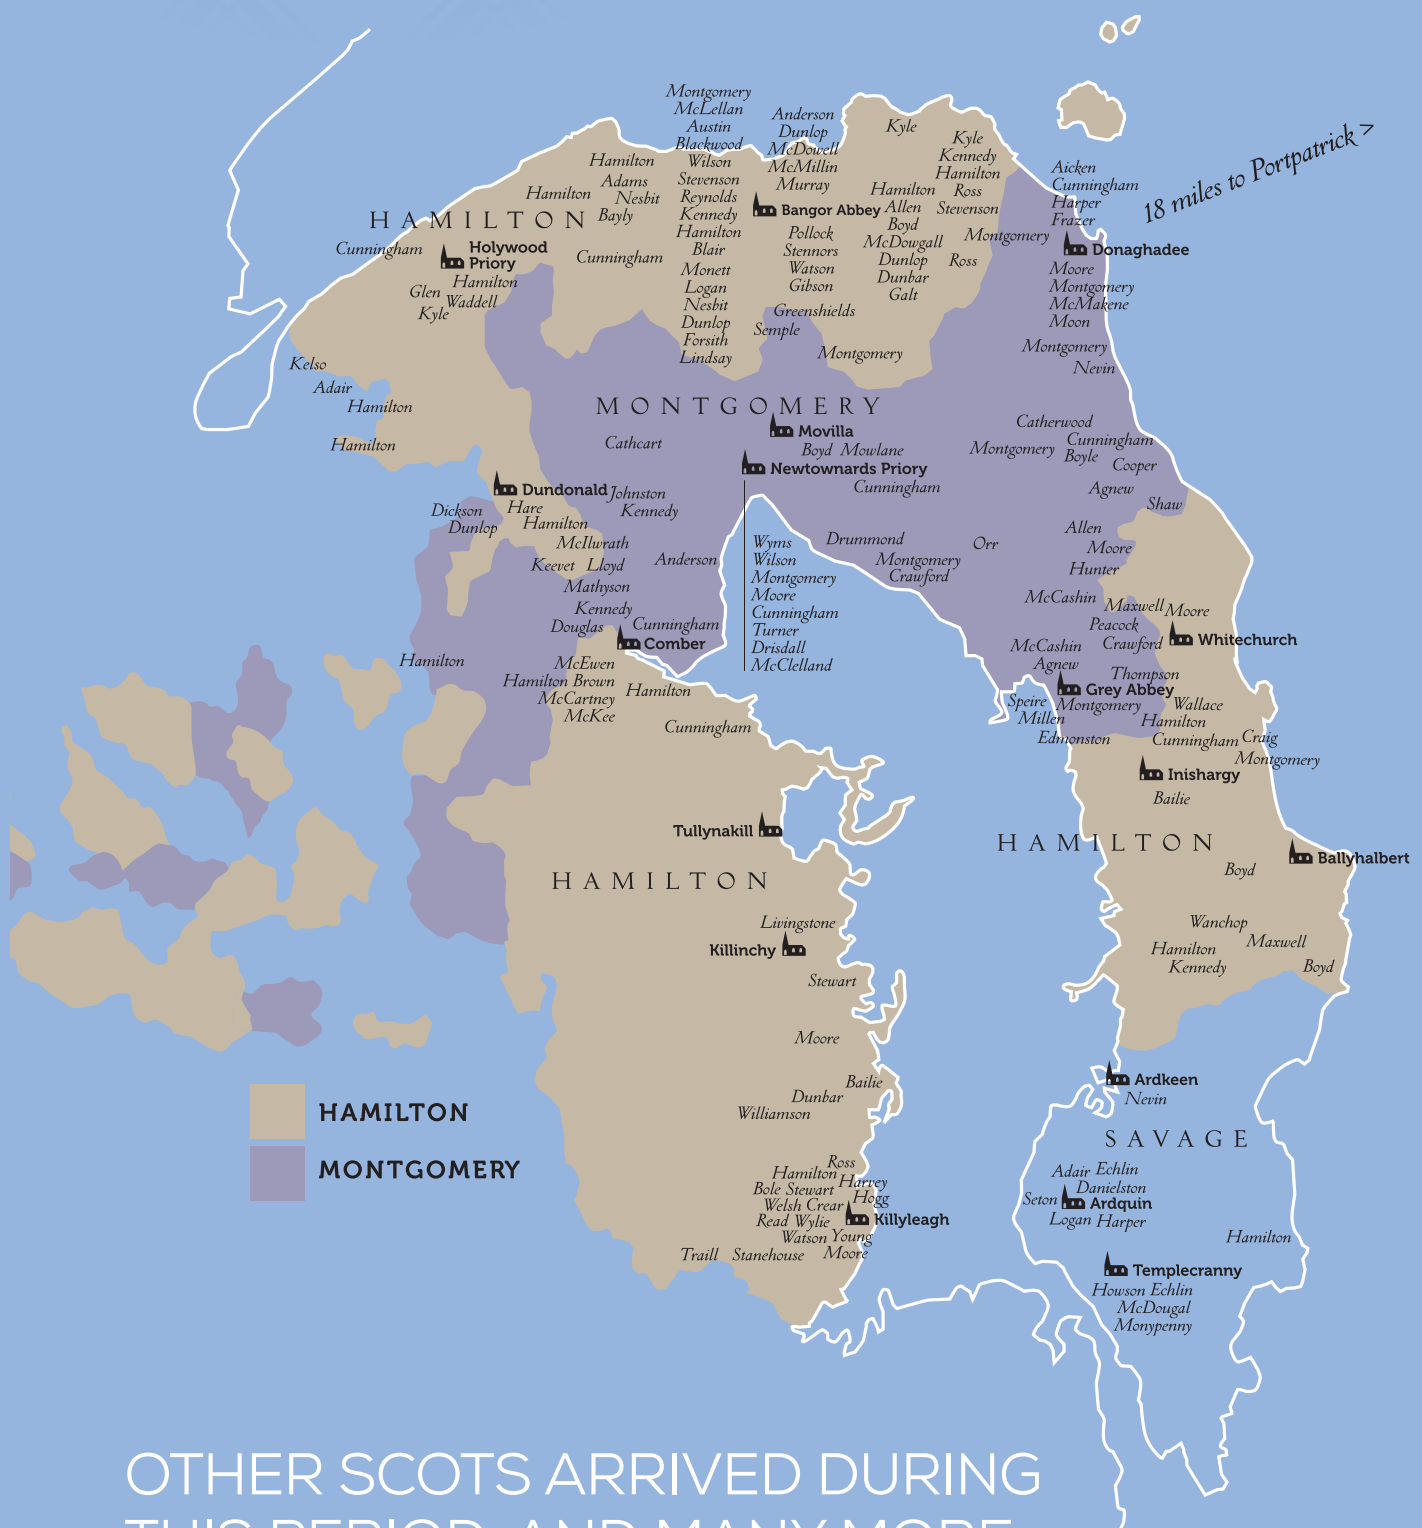 Montgomery
McLellan
Austin
Blackwood
Wilson
Stevenson
Reynolds
Kennedy
Hamilton
Blair
Monett
Logan
Nesbit
Dunlop
Forsith
Lindsay
Anderson
Dunlop
McDowell
McMillin
Murray
Bangor Abbey
Pollock
Stennors
Watson
Gibson
Greenshields
Semple
Montgomery
Kyle
Kyle
Kennedy
Hamilton
Ross
Stevenson
Montgomery
Ross
Hamilton
Allen
Boyd
McDowgall
Dunlop
Dunbar
Galt
18 miles to Portpatrick >
Aicken
Cunningham
Harper
Frazer
Donaghadee
Moore
Montgomery
McMakene
Moon
Montgomery
Nevin
Hamilton
Adams
Hamilton
Nesbit
Bayly
HAMILTON
Cunningham
Holywood
Priory
Cunningham
Hamilton
Glen
Waddell
Kyle
Kelso
Adair
Hamilton
Hamilton
MONTGOMERY
Cathcart
Movilla
Boyd Mowlane
Newtownards Priory
Cunningham
Catherwood
Montgomery
Cunningham
Boyle
Cooper
Agnew
Shaw
Dundonald
Johnston
Kennedy
Hare
Hamilton
Dickson
Dunlop
McIlwrath
Keevet Lloyd
Anderson
Mathyson
Kennedy
Douglas
Cunningham
Comber
Wyms
Wilson
Montgomery
Moore
Cunningham
Turner
Drisdall
McClelland
Drummond
Orr
Montgomery
Crawford
Allen
Moore
Hunter
McCashin
Maxwell
Moore
Peacock
Crawford
Whitechurch
McCashin
Agnew
Thompson
Grey Abbey
Speire
Montgomery
Millen
Edmonston
Wallace
Hamilton
Cunningham
Craig
Montgomery
Inishargy
Bailie
Hamilton
McEwen
Hamilton Brown
McCartney
McKee
Hamilton
Cunningham
Tullynakill
HAMILTON
HAMILTON
Ballyhalbert
Boyd
Wanchop
Maxwell
Hamilton
Kennedy
Boyd
Livingstone
Killinchy
Stewart
Moore
Bailie
Dunbar
Williamson
Ardkeen
Nevin
SAVAGE
Ross
Hamilton
Harvey
Bole Stewart
Hogg
Welsh Crear
Read Wylie
Killyleagh
Watson Young
Traill Stanehouse Moore
Adair Echlin
Danielston
Seton
Ardquin
Logan Harper
Hamilton
Templecranny
Howson Echlin
McDougal
Monypenny
HAMILTON
MONTGOMERY
OTHER SCOTS ARRIVED DURING
THIS PERIOD, AND MANY MORE